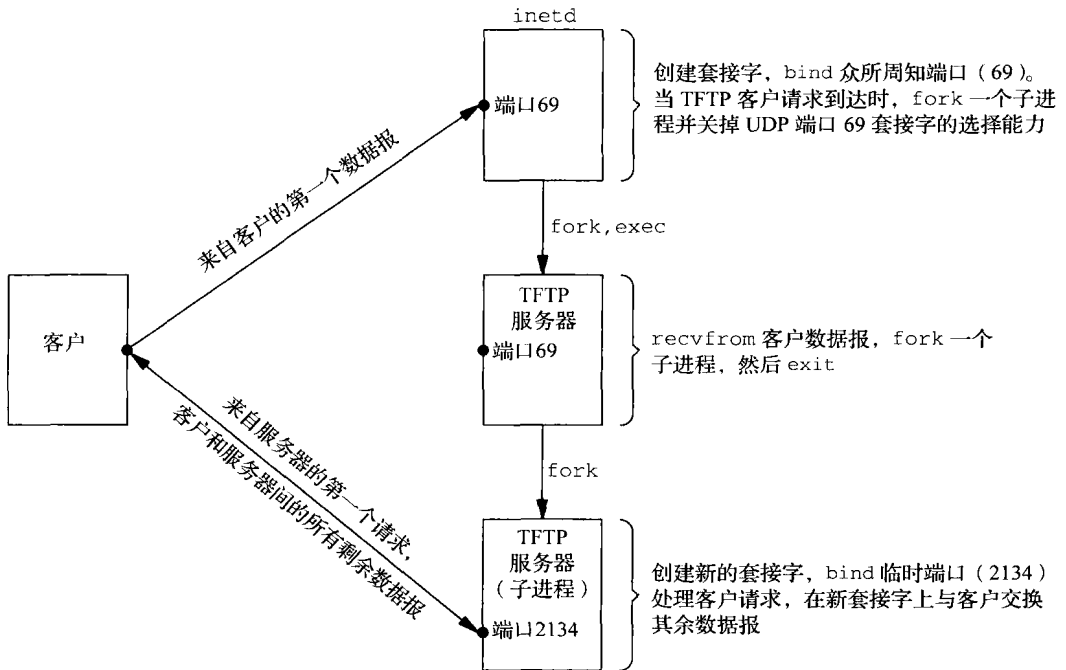 inetd
端口69
创建套接字，bind 众所周知端口（69）。
当 TFTP 客户请求到达时，fork 一个子进
程并关掉 UDP 端口 69 套接字的选择能力
来自客户的第一个数据报
fork,exec
客户
TFTP
服务器
端口69
recvfrom 客户数据报，fork 一个
子进程，然后 exit
来自服务器的第一个请求，
客户和服务器间的所有剩余数据报
fork
TFTP
服务器
（子进程）
端口2134
创建新的套接字，bind 临时端口（2134）
处理客户请求，在新套接字上与客户交换
其余数据报